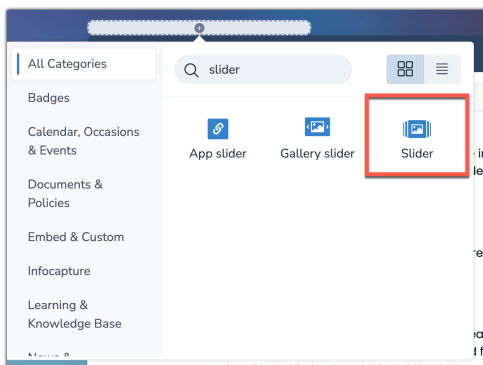 All Categories
slider
Badges
Calendar, Occasions
& Events
App slider
Gallery slider
Slider
Documents &
Policies
Embed & Custom
Infocapture
Learning &
Knowledge Base